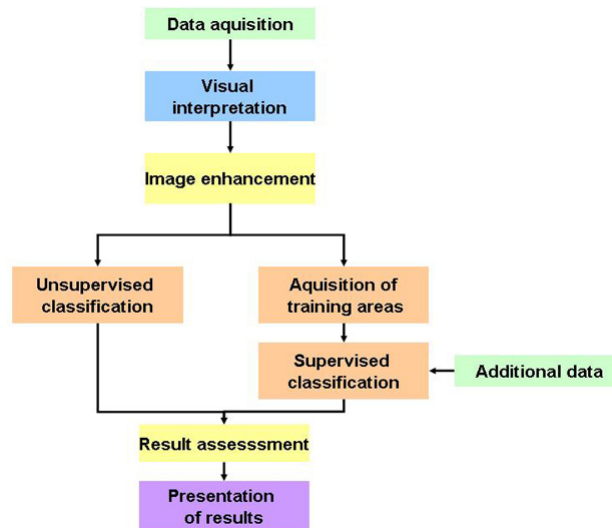 Data aquisition
Visual
interpretation
Image enhancement
Unsupervised
classification
Aquisition of
training areas
Supervised
classification
Additional data
Result assesssment
Presentation
of results